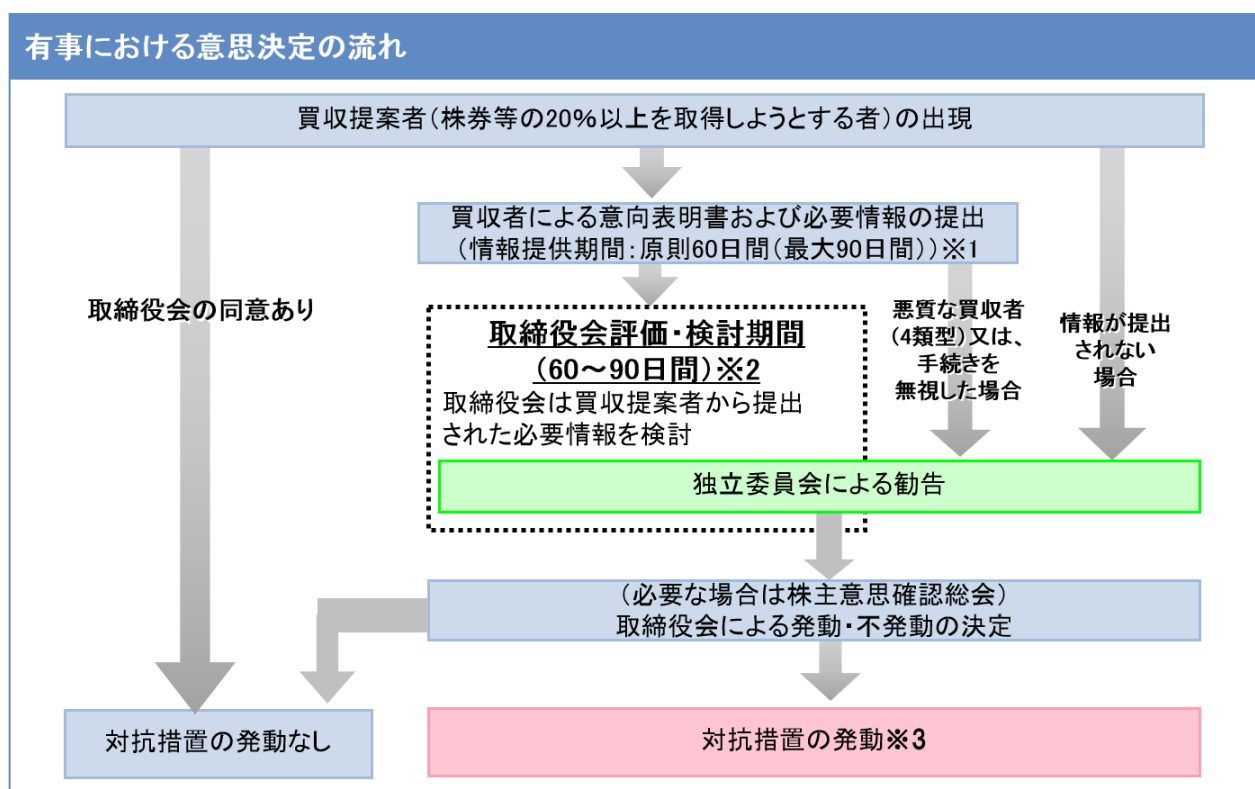 有事における意思決定の流れ
買収提案者(株券等の20%以上を取得しようとする者)の出現
買収者による意向表明書および必要情報の提出
(情報提供期間:原則60日間(最大90日間))※1
取締役会の同意あり
取締役会評価・検討期間
(60~90日間)※2
取締役会は買収提案者から提出
された必要情報を検討
悪質な買収者
(4類型)又は、
手続きを
無視した場合
情報が提出
されない
場合
独立委員会による勧告
(必要な場合は株主意思確認総会)
取締役会による発動・不発動の決定
対抗措置の発動なし
対抗措置の発動※3